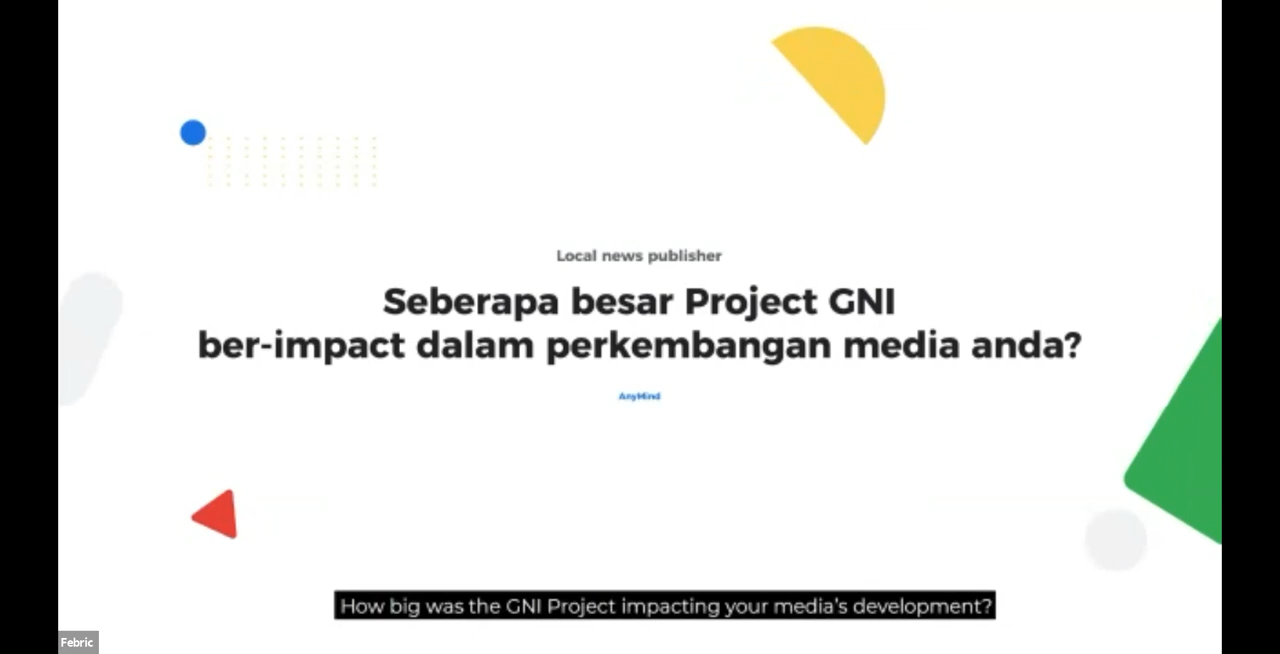 Local news publisher
Seberapa besar Project GNI
ber-impact dalam perkembangan media anda?
AnyMind
How big was the GNI Project impacting your media's development?
Febric